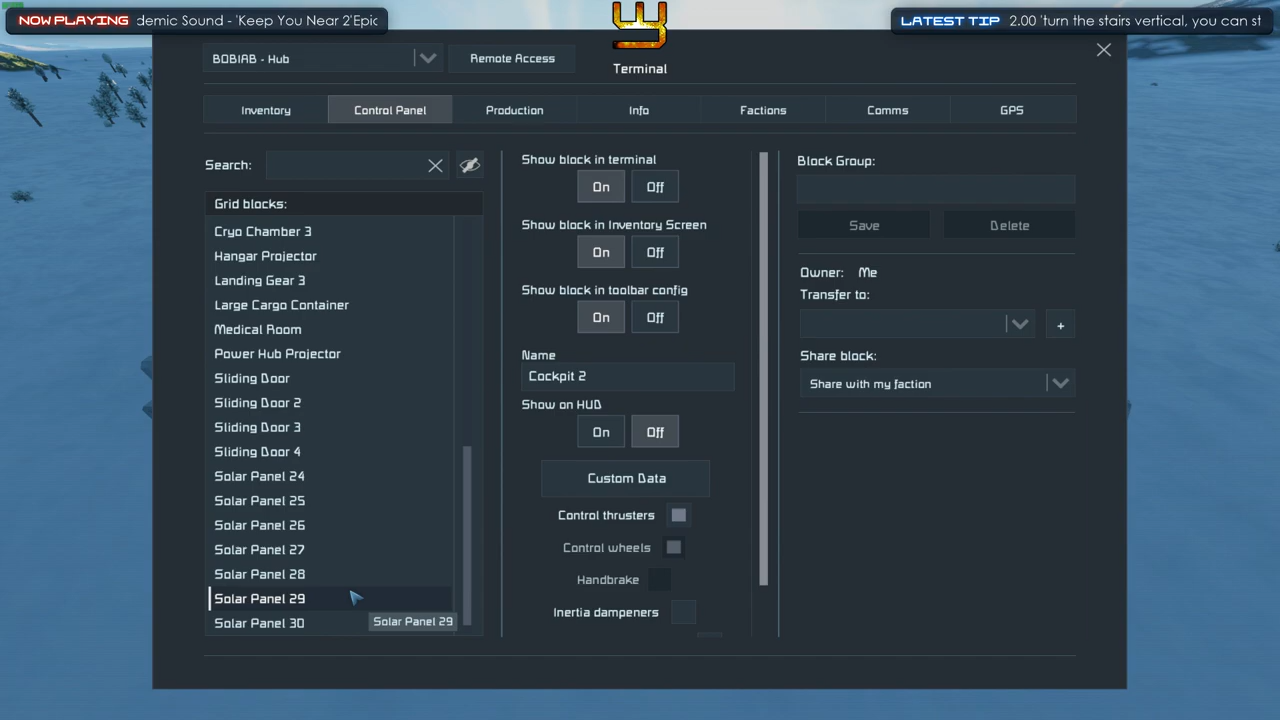 NOW PLAYING demic Sound - 'Keep You Near 2'Epic
LATEST TIP 2.00 'turn the stairs vertical, you can st
BOBIAB - Hub
Remote Access
Terminal
Inventory
Control Panel
Production
Info
Factions
Comms
GPS
Search:
Grid blocks:
Cryo Chamber 3
Hangar Projector
Landing Gear 3
Large Cargo Container
Medical Room
Power Hub Projector
Sliding Door
Sliding Door 2
Sliding Door 3
Sliding Door 4
Solar Panel 24
Solar Panel 25
Solar Panel 26
Solar Panel 27
Solar Panel 28
Solar Panel 29
Solar Panel 29
Solar Panel 30
Show block in terminal
On Off
Show block in Inventory Screen
On Off
Show block in toolbar config
On Off
Name
Cockpit 2
Show on HUD
On Off
Custom Data
Control thrusters
Control wheels
Handbrake
Inertia dampeners
Block Group:
Save Delete
Owner: Me
Transfer to:
+
Share block:
Share with my faction